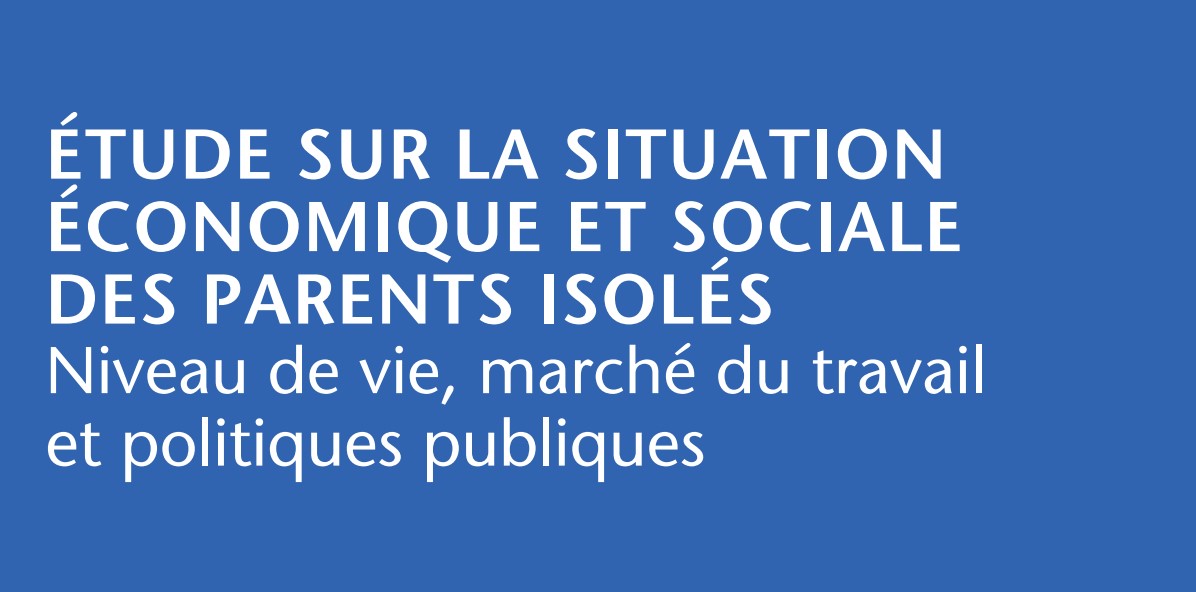 ÉTUDE SUR LA SITUATION
ÉCONOMIQUE ET SOCIALE
DES PARENTS ISOLÉS
Niveau de vie, marché du travail
et politiques publiques